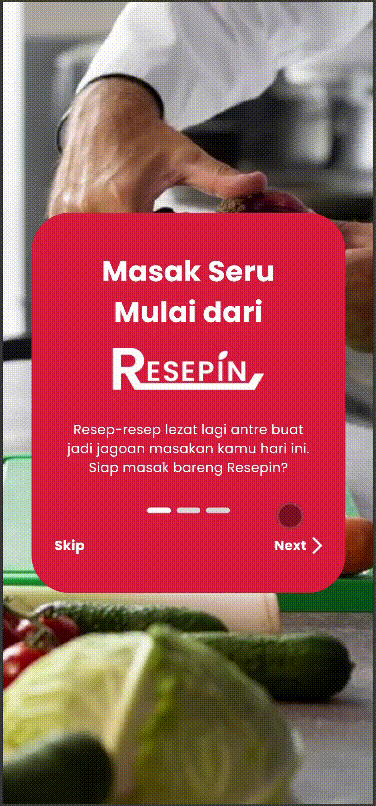 Masak Seru
Mulai dari
RESEPIN
Resep-resep lezat lagi antre buat
jadi jagoan masakan kamu hari ini.
Siap masak bareng Resepin?
Skip
Next